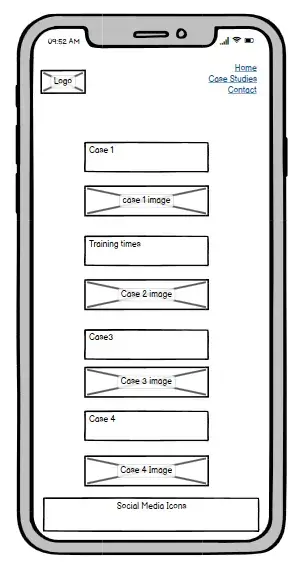 09:52 AM
Logo
Home
Case Studies
Contact
Case 1
case 1 image
Training times
Case 2 image
Case3
Case 3 image
Case 4
Case 4 Image
Social Media Icons